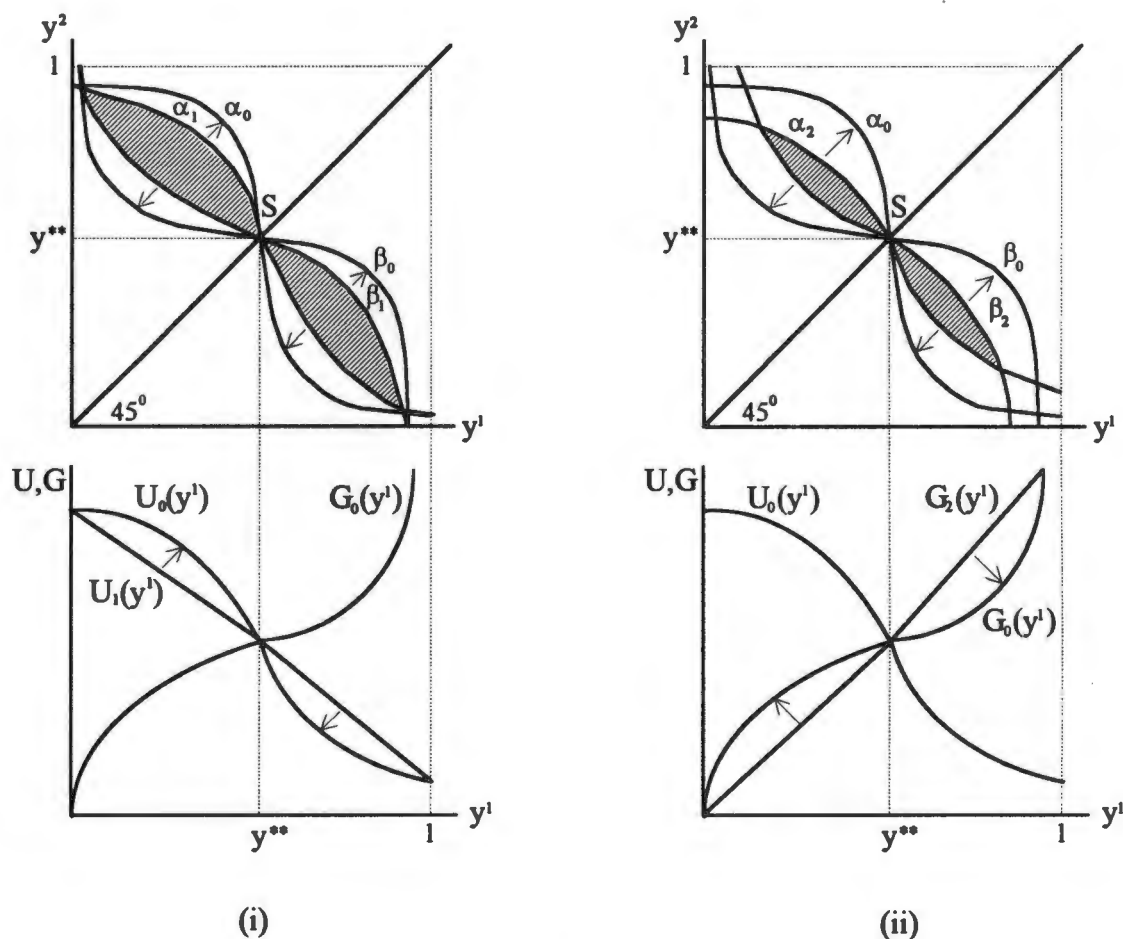 y²
1
α₁
α₀
S
y**
β₀
β₁
45⁰
y¹
U,G
U₀(y¹)
G₀(y¹)
U₁(y¹)
y**
1
y¹
(i)
y²
1
α₂
α₀
S
y**
β₀
β₂
45⁰
y¹
U,G
U₀(y¹)
G₂(y¹)
G₀(y¹)
y**
1
y¹
(ii)